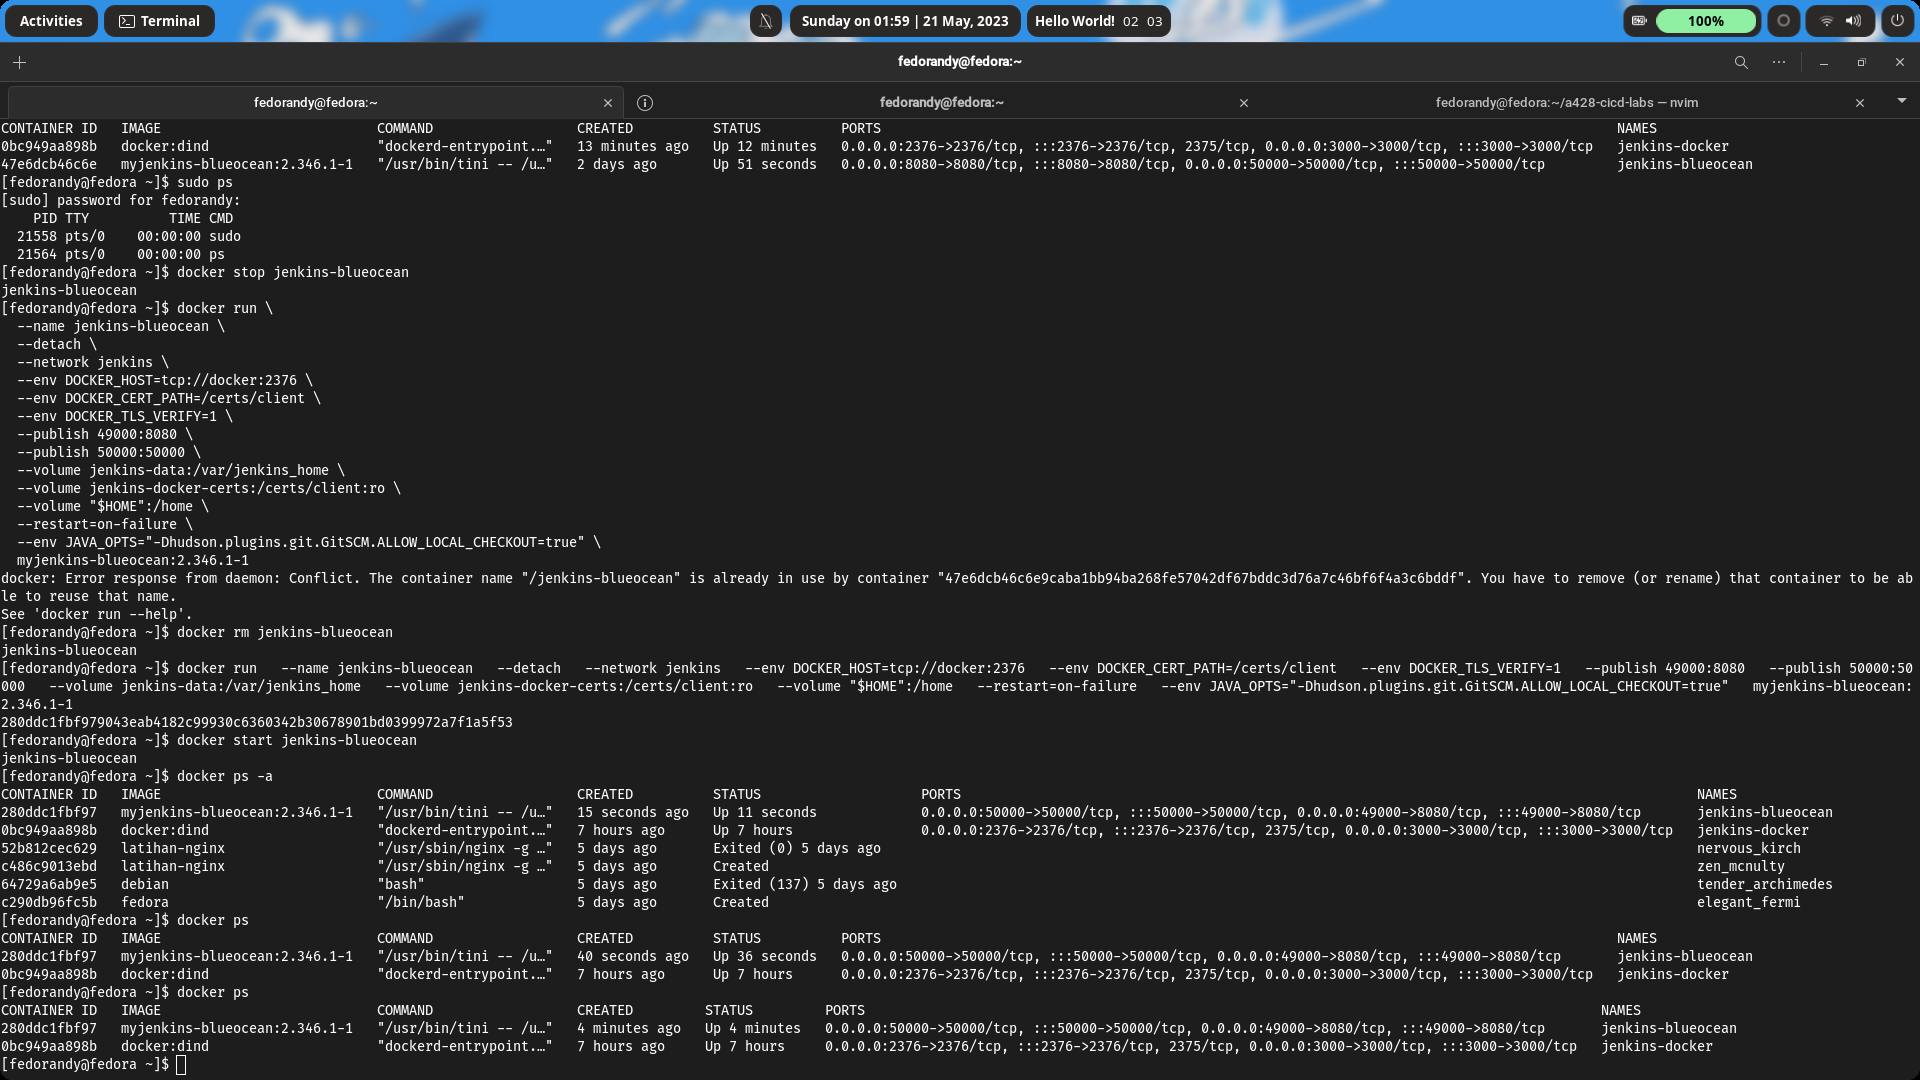 Activities
Terminal
Sunday on 01:59 | 21 May, 2023
Hello World!  02  03
100%
fedorandy@fedora:~
fedorandy@fedora:~
fedorandy@fedora:~
fedorandy@fedora:~/a428-cicd-labs — nvim
CONTAINER ID   IMAGE                           COMMAND                  CREATED          STATUS          PORTS                                                                                            NAMES
0bc949aa898b   docker:dind                     "dockerd-entrypoint.…"   13 minutes ago   Up 12 minutes   0.0.0.0:2376->2376/tcp, :::2376->2376/tcp, 2375/tcp, 0.0.0.0:3000->3000/tcp, :::3000->3000/tcp   jenkins-docker
47e6dcb46c6e   myjenkins-blueocean:2.346.1-1   "/usr/bin/tini -- /u…"   2 days ago       Up 51 seconds   0.0.0.0:8080->8080/tcp, :::8080->8080/tcp, 0.0.0.0:50000->50000/tcp, :::50000->50000/tcp         jenkins-blueocean
[fedorandy@fedora ~]$ sudo ps
[sudo] password for fedorandy:
    PID TTY          TIME CMD
  21558 pts/0    00:00:00 sudo
  21564 pts/0    00:00:00 ps
[fedorandy@fedora ~]$ docker stop jenkins-blueocean
jenkins-blueocean
[fedorandy@fedora ~]$ docker run \
  --name jenkins-blueocean \
  --detach \
  --network jenkins \
  --env DOCKER_HOST=tcp://docker:2376 \
  --env DOCKER_CERT_PATH=/certs/client \
  --env DOCKER_TLS_VERIFY=1 \
  --publish 49000:8080 \
  --publish 50000:50000 \
  --volume jenkins-data:/var/jenkins_home \
  --volume jenkins-docker-certs:/certs/client:ro \
  --volume "$HOME":/home \
  --restart=on-failure \
  --env JAVA_OPTS="-Dhudson.plugins.git.GitSCM.ALLOW_LOCAL_CHECKOUT=true" \
  myjenkins-blueocean:2.346.1-1
docker: Error response from daemon: Conflict. The container name "/jenkins-blueocean" is already in use by container "47e6dcb46c6e9caba1bb94ba268fe57042df67bddc3d76a7c46bf6f4a3c6bddf". You have to remove (or rename) that container to be ab
le to reuse that name.
See 'docker run --help'.
[fedorandy@fedora ~]$ docker rm jenkins-blueocean
jenkins-blueocean
[fedorandy@fedora ~]$ docker run   --name jenkins-blueocean   --detach   --network jenkins   --env DOCKER_HOST=tcp://docker:2376   --env DOCKER_CERT_PATH=/certs/client   --env DOCKER_TLS_VERIFY=1   --publish 49000:8080   --publish 50000:50
000   --volume jenkins-data:/var/jenkins_home   --volume jenkins-docker-certs:/certs/client:ro   --volume "$HOME":/home   --restart=on-failure   --env JAVA_OPTS="-Dhudson.plugins.git.GitSCM.ALLOW_LOCAL_CHECKOUT=true"   myjenkins-blueocean:
2.346.1-1
280ddc1fbf979043eab4182c99930c6360342b30678901bd0399972a7f1a5f53
[fedorandy@fedora ~]$ docker start jenkins-blueocean
jenkins-blueocean
[fedorandy@fedora ~]$ docker ps -a
CONTAINER ID   IMAGE                           COMMAND                  CREATED          STATUS                    PORTS                                                                                            NAMES
280ddc1fbf97   myjenkins-blueocean:2.346.1-1   "/usr/bin/tini -- /u…"   15 seconds ago   Up 11 seconds             0.0.0.0:50000->50000/tcp, :::50000->50000/tcp, 0.0.0.0:49000->8080/tcp, :::49000->8080/tcp       jenkins-blueocean
0bc949aa898b   docker:dind                     "dockerd-entrypoint.…"   7 hours ago      Up 7 hours                0.0.0.0:2376->2376/tcp, :::2376->2376/tcp, 2375/tcp, 0.0.0.0:3000->3000/tcp, :::3000->3000/tcp   jenkins-docker
52b812cec629   latihan-nginx                   "/usr/sbin/nginx -g …"   5 days ago       Exited (0) 5 days ago                                                                                                      nervous_kirch
c486c9013ebd   latihan-nginx                   "/usr/sbin/nginx -g …"   5 days ago       Created                                                                                                                    zen_mcnulty
64729a6ab9e5   debian                          "bash"                   5 days ago       Exited (137) 5 days ago                                                                                                    tender_archimedes
c290db96fc5b   fedora                          "/bin/bash"              5 days ago       Created                                                                                                                    elegant_fermi
[fedorandy@fedora ~]$ docker ps
CONTAINER ID   IMAGE                           COMMAND                  CREATED          STATUS          PORTS                                                                                            NAMES
280ddc1fbf97   myjenkins-blueocean:2.346.1-1   "/usr/bin/tini -- /u…"   40 seconds ago   Up 36 seconds   0.0.0.0:50000->50000/tcp, :::50000->50000/tcp, 0.0.0.0:49000->8080/tcp, :::49000->8080/tcp       jenkins-blueocean
0bc949aa898b   docker:dind                     "dockerd-entrypoint.…"   7 hours ago      Up 7 hours      0.0.0.0:2376->2376/tcp, :::2376->2376/tcp, 2375/tcp, 0.0.0.0:3000->3000/tcp, :::3000->3000/tcp   jenkins-docker
[fedorandy@fedora ~]$ docker ps
CONTAINER ID   IMAGE                           COMMAND                  CREATED         STATUS         PORTS                                                                                            NAMES
280ddc1fbf97   myjenkins-blueocean:2.346.1-1   "/usr/bin/tini -- /u…"   4 minutes ago   Up 4 minutes   0.0.0.0:50000->50000/tcp, :::50000->50000/tcp, 0.0.0.0:49000->8080/tcp, :::49000->8080/tcp       jenkins-blueocean
0bc949aa898b   docker:dind                     "dockerd-entrypoint.…"   7 hours ago     Up 7 hours     0.0.0.0:2376->2376/tcp, :::2376->2376/tcp, 2375/tcp, 0.0.0.0:3000->3000/tcp, :::3000->3000/tcp   jenkins-docker
[fedorandy@fedora ~]$